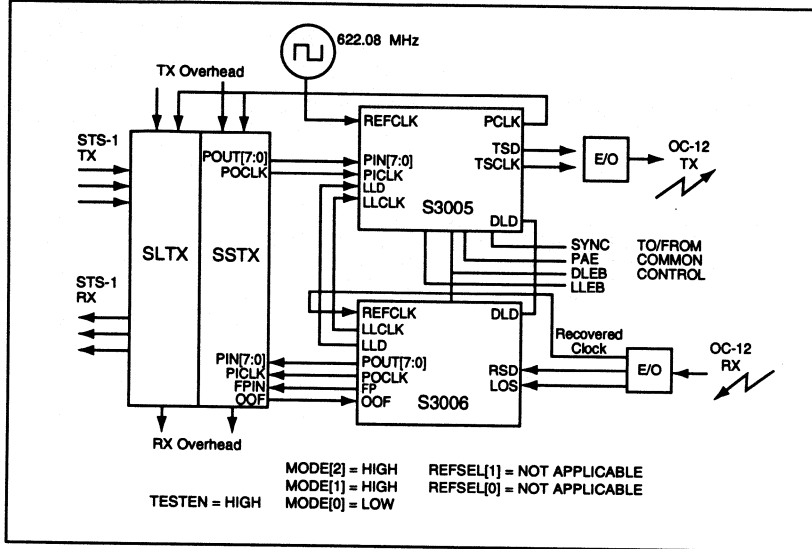 622.08 MHz
TX Overhead
REFCLK
PCLK
STS-1
TX
POUT[7:0]
POCLK
PIN[7:0]
PICLK
LLD
LLCLK
TSD
TSCLK
E/O
OC-12
TX
S3005
DLD
SLTX
SSTX
SYNC
PAE
DLEB
LLEB
TO/FROM
COMMON
CONTROL
STS-1
RX
REFCLK
LLCLK
LLD
POUT[7:0]
POCLK
FP
OOF
DLD
Recovered
Clock
RSD
LOS
E/O
OC-12
RX
PIN[7:0]
PICLK
FPIN
OOF
S3006
RX Overhead
MODE[2] = HIGH REFSEL[1] = NOT APPLICABLE
MODE[1] = HIGH REFSEL[0] = NOT APPLICABLE
TESTEN = HIGH MODE[0] = LOW